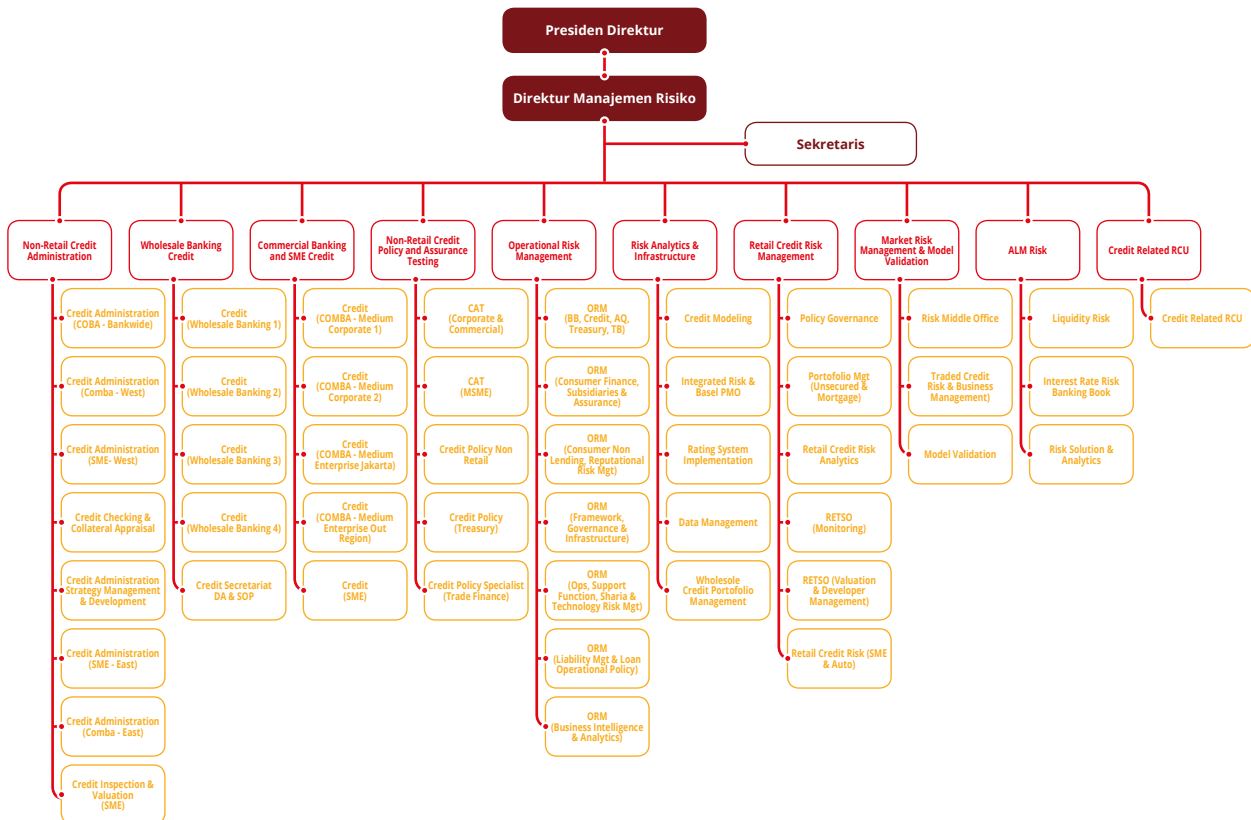 Presiden Direktur
Direktur Manajemen Risiko
Sekretaris
Non-Retail Credit
Administration
Wholesale Banking
Credit
Commercial Banking
and SME Credit
Non-Retail Credit
Policy and Assurance
Testing
Operational Risk
Management
Risk Analytics &
Infrastructure
Retail Credit Risk
Management
Market Risk
Management & Model
Validation
ALM Risk
Credit Related RCU
Credit Administration
(COBA - Bankwide)
Credit Administration
(Comba - West)
Credit Administration
(SME- West)
Credit Checking &
Collateral Appraisal
Credit Administration
Strategy Management
& Development
Credit Administration
(SME - East)
Credit Administration
(Comba - East)
Credit Inspection &
Valuation
(SME)
Credit
(Wholesale Banking 1)
Credit
(Wholesale Banking 2)
Credit
(Wholesale Banking 3)
Credit
(Wholesale Banking 4)
Credit Secretariat
DA & SOP
Credit
(COMBA - Medium
Corporate 1)
Credit
(COMBA - Medium
Corporate 2)
Credit
(COMBA - Medium
Enterprise Jakarta)
Credit
(COMBA - Medium
Enterprise Out
Region)
Credit
(SME)
CAT
(Corporate &
Commercial)
CAT
(MSME)
Credit Policy Non
Retail
Credit Policy
(Treasury)
Credit Policy Specialist
(Trade Finance)
ORM
(BB, Credit, AQ,
Treasury, TB)
ORM
(Consumer Finance,
Subsidiaries &
Assurance)
ORM
(Consumer Non
Lending, Reputational
Risk Mgt)
ORM
(Framework,
Governance &
Infrastructure)
ORM
(Ops, Support
Function, Sharia &
Technology Risk Mgt)
ORM
(Liability Mgt & Loan
Operational Policy)
ORM
(Business Intelligence
& Analytics)
Credit Modeling
Integrated Risk &
Basel PMO
Rating System
Implementation
Data Management
Wholesole
Credit Portofolio
Management
Policy Governance
Portofolio Mgt
(Unsecured &
Mortgage)
Retail Credit Risk
Analytics
RETSO
(Monitoring)
RETSO (Valuation
& Developer
Management)
Retail Credit Risk (SME
& Auto)
Risk Middle Office
Traded Credit
Risk & Business
Management)
Model Validation
Liquidity Risk
Interest Rate Risk
Banking Book
Risk Solution &
Analytics
Credit Related RCU